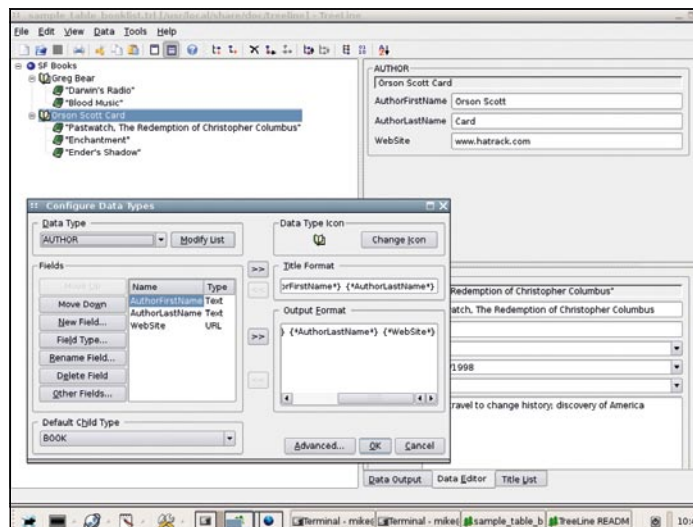 sample_table_booklist.trl [/usr/local/share/doc/treeline] - TreeLine
File Edit View Data Tools Help
SF Books
Greg Bear
"Darwin's Radio"
"Blood Music"
Orson Scott Card
"Pastwatch, The Redemption of Christopher Columbus"
"Enchantment"
"Ender's Shadow"
AUTHOR
Orson Scott Card
AuthorFirstName Orson Scott
AuthorLastName Card
WebSite www.hatrack.com
Configure Data Types
Data Type
AUTHOR
Modify List
Data Type Icon
Change Icon
Fields
Move Up
Move Down
New Field...
Field Type...
Rename Field...
Delete Field
Other Fields...
Name Type
AuthorFirstName Text
AuthorLastName Text
WebSite URL
>>
<<
Title Format
orFirstName*} {*AuthorLastName*}
Output Format
>>
<<
} {*AuthorLastName*} {*WebSite*}
Default Child Type
BOOK
Advanced... OK Cancel
Redemption of Christopher Columbus"
atch, The Redemption of Christopher Columbus
/1998
travel to change history; discovery of America
Data Output Data Editor Title List
Terminal - mike Terminal - mike sample_table_b TreeLine READM 10: